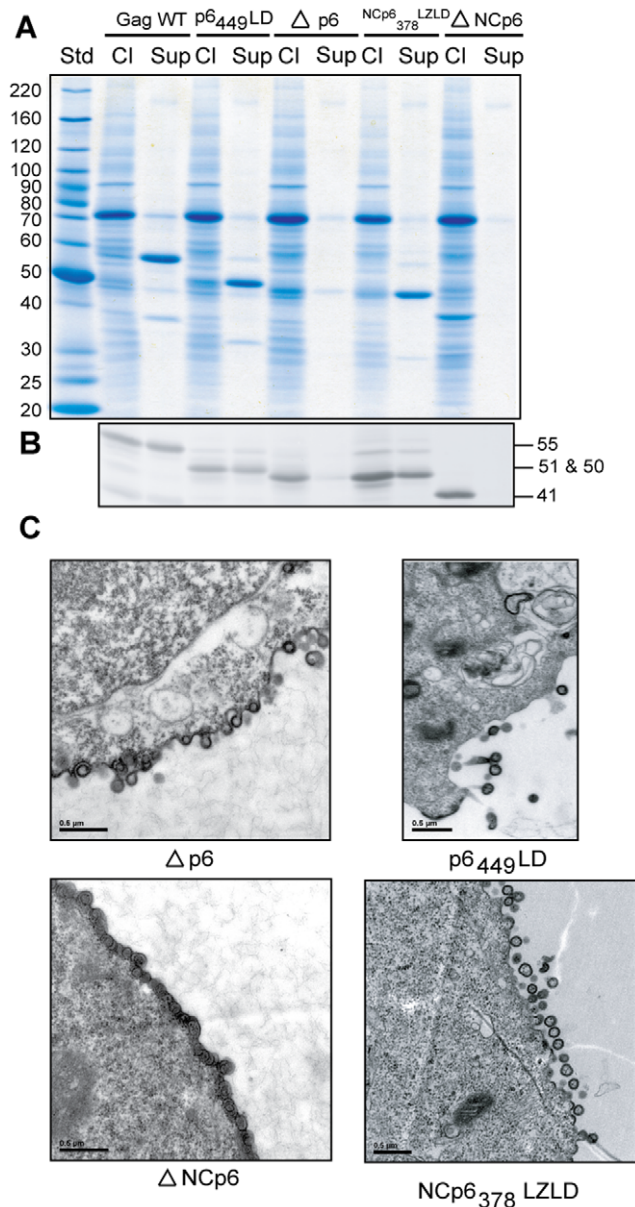 A
Gag WT p6449LD △ p6 NCp6378LZLD △ NCp6
Std Cl Sup Cl Sup Cl Sup Cl Sup Cl Sup
220
160
120
100
90
80
70
60
50
40
30
25
20
B
55
51 & 50
41
C
0.5 µm
△ p6
0.5 µm
p6449LD
0.5 µm
△ NCp6
0.5 µm
NCp6378 LZLD